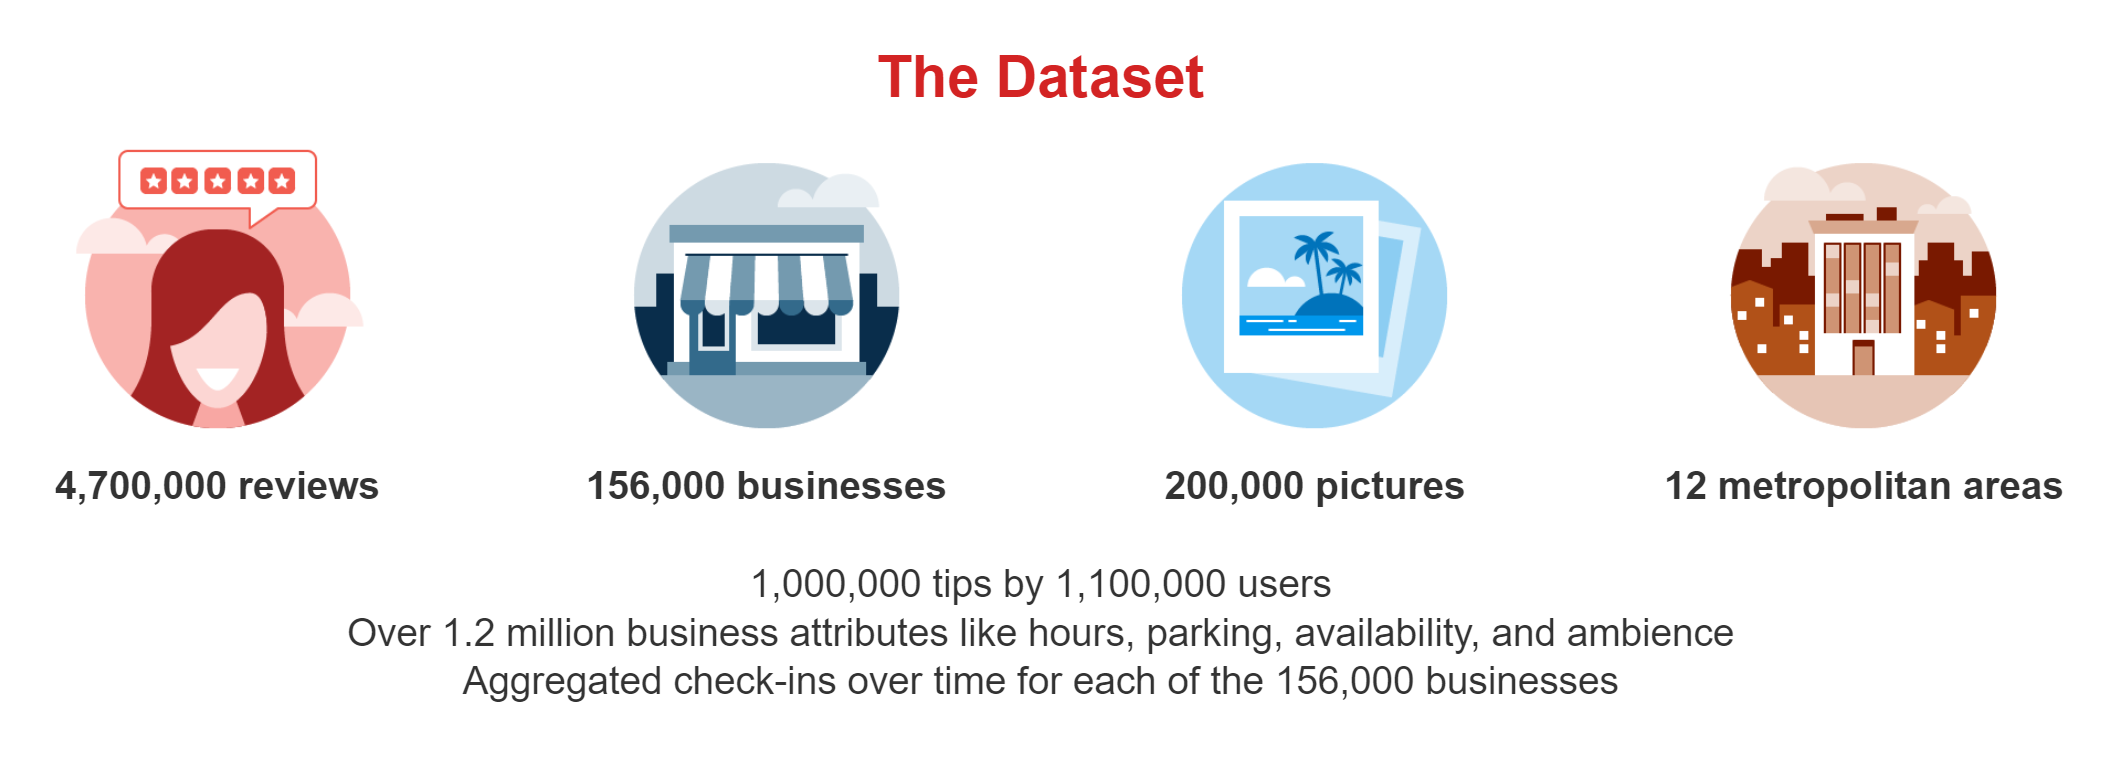 The Dataset
4,700,000 reviews
156,000 businesses
200,000 pictures
12 metropolitan areas
1,000,000 tips by 1,100,000 users
Over 1.2 million business attributes like hours, parking, availability, and ambience
Aggregated check-ins over time for each of the 156,000 businesses